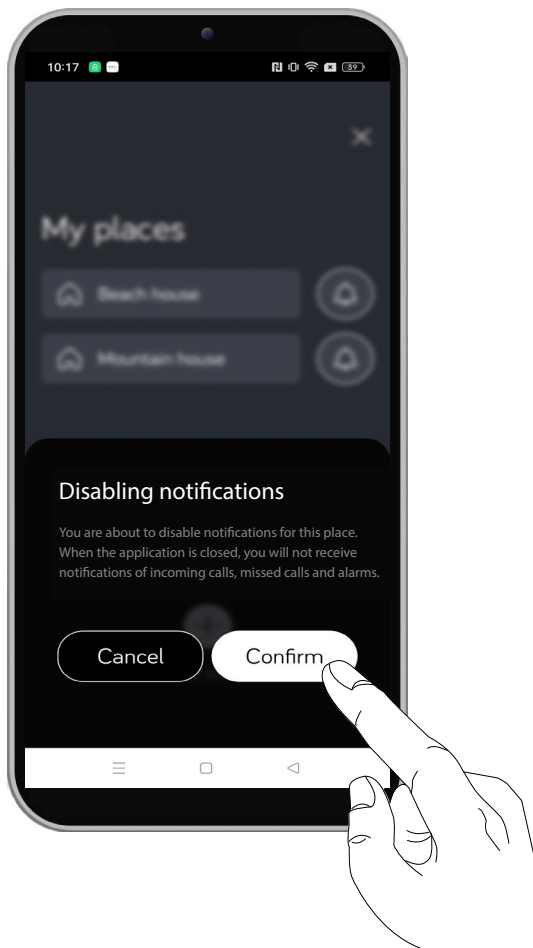 10:17
39
My places
Beach house
Mountain house
Disabling notifications
You are about to disable notifications for this place.
When the application is closed, you will not receive
notifications of incoming calls, missed calls and alarms.
Cancel
Confirm